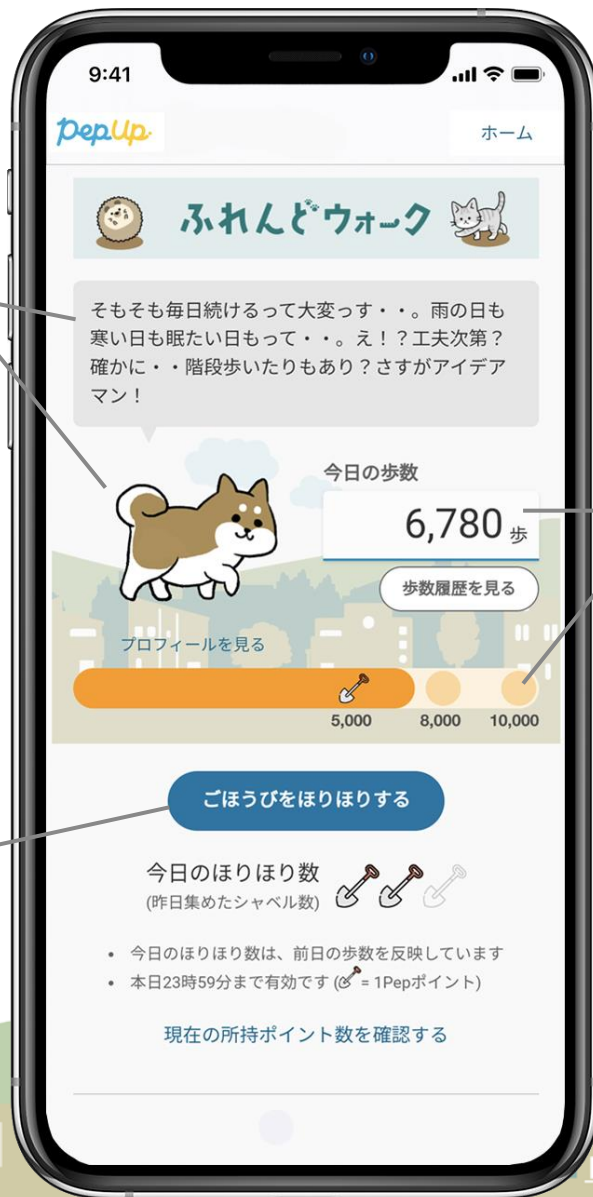 9:41
PepUp
ホーム
ふれんどウォーク
そもそも毎日続けるって大変っす・・。雨の日も
寒い日も眠たい日もって・・。え！？工夫次第？
確かに・・階段歩いたりもあり？さすがアイデア
マン！
今日の歩数
6,780 歩
歩数履歴を見る
プロフィールを見る
5,000 8,000 10,000
ごほうびをほりほりする
今日のほりほり数
(昨日集めたシャベル数)
• 今日のほりほり数は、前日の歩数を反映しています
• 本日23時59分まで有効です ( = 1Pepポイント)
現在の所持ポイント数を確認する